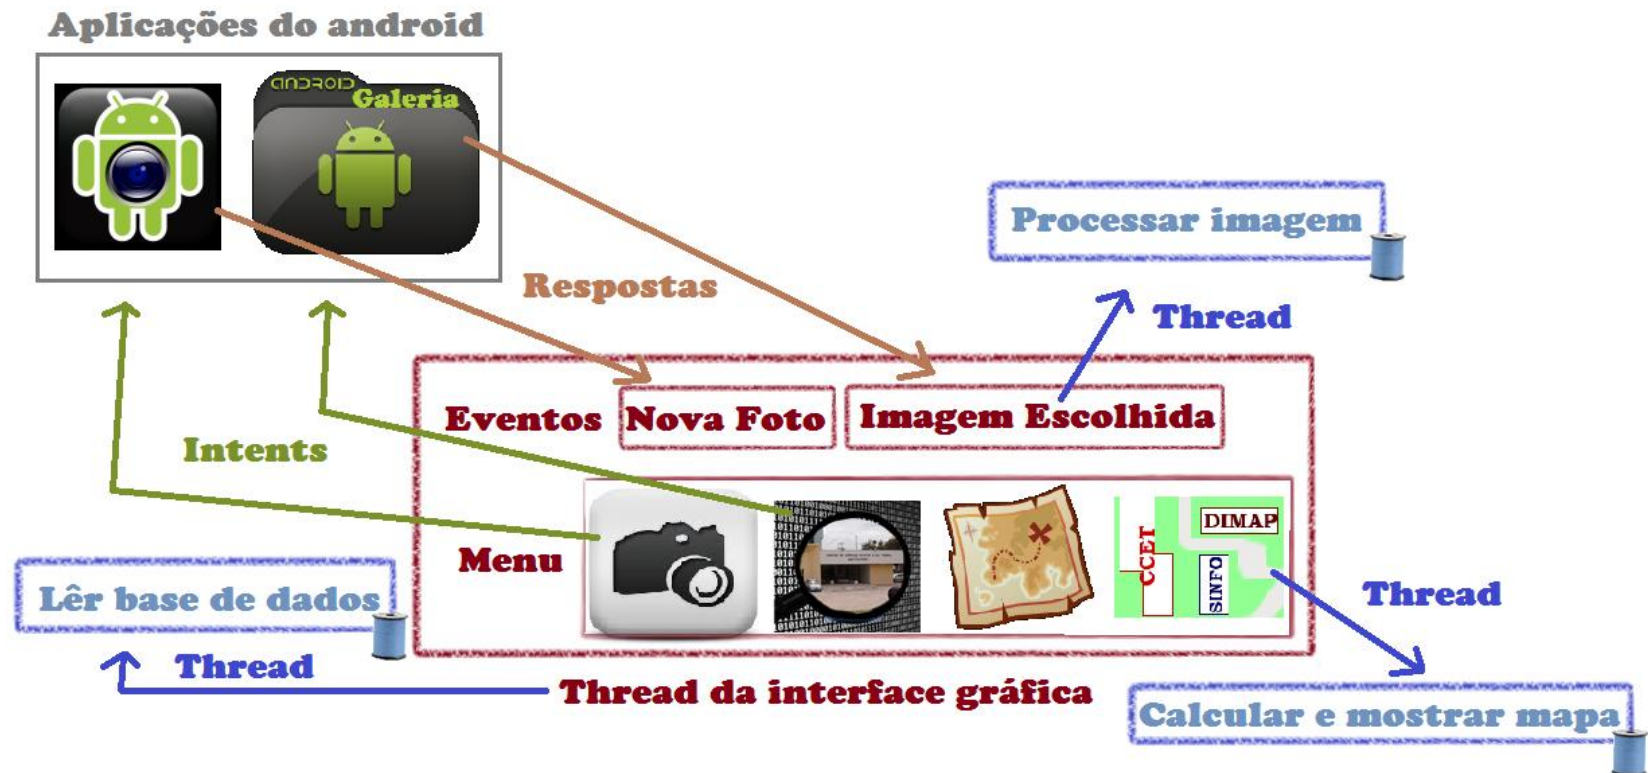 Aplicações do android
ANDROID
Galeria
Processar imagem
Respostas
Thread
Eventos
Nova Foto
Imagem Escolhida
Intents
Menu
CCET
DIMAP
SINFO
Lêr base de dados
Thread
Thread
Thread da interface gráfica
Calcular e mostrar mapa